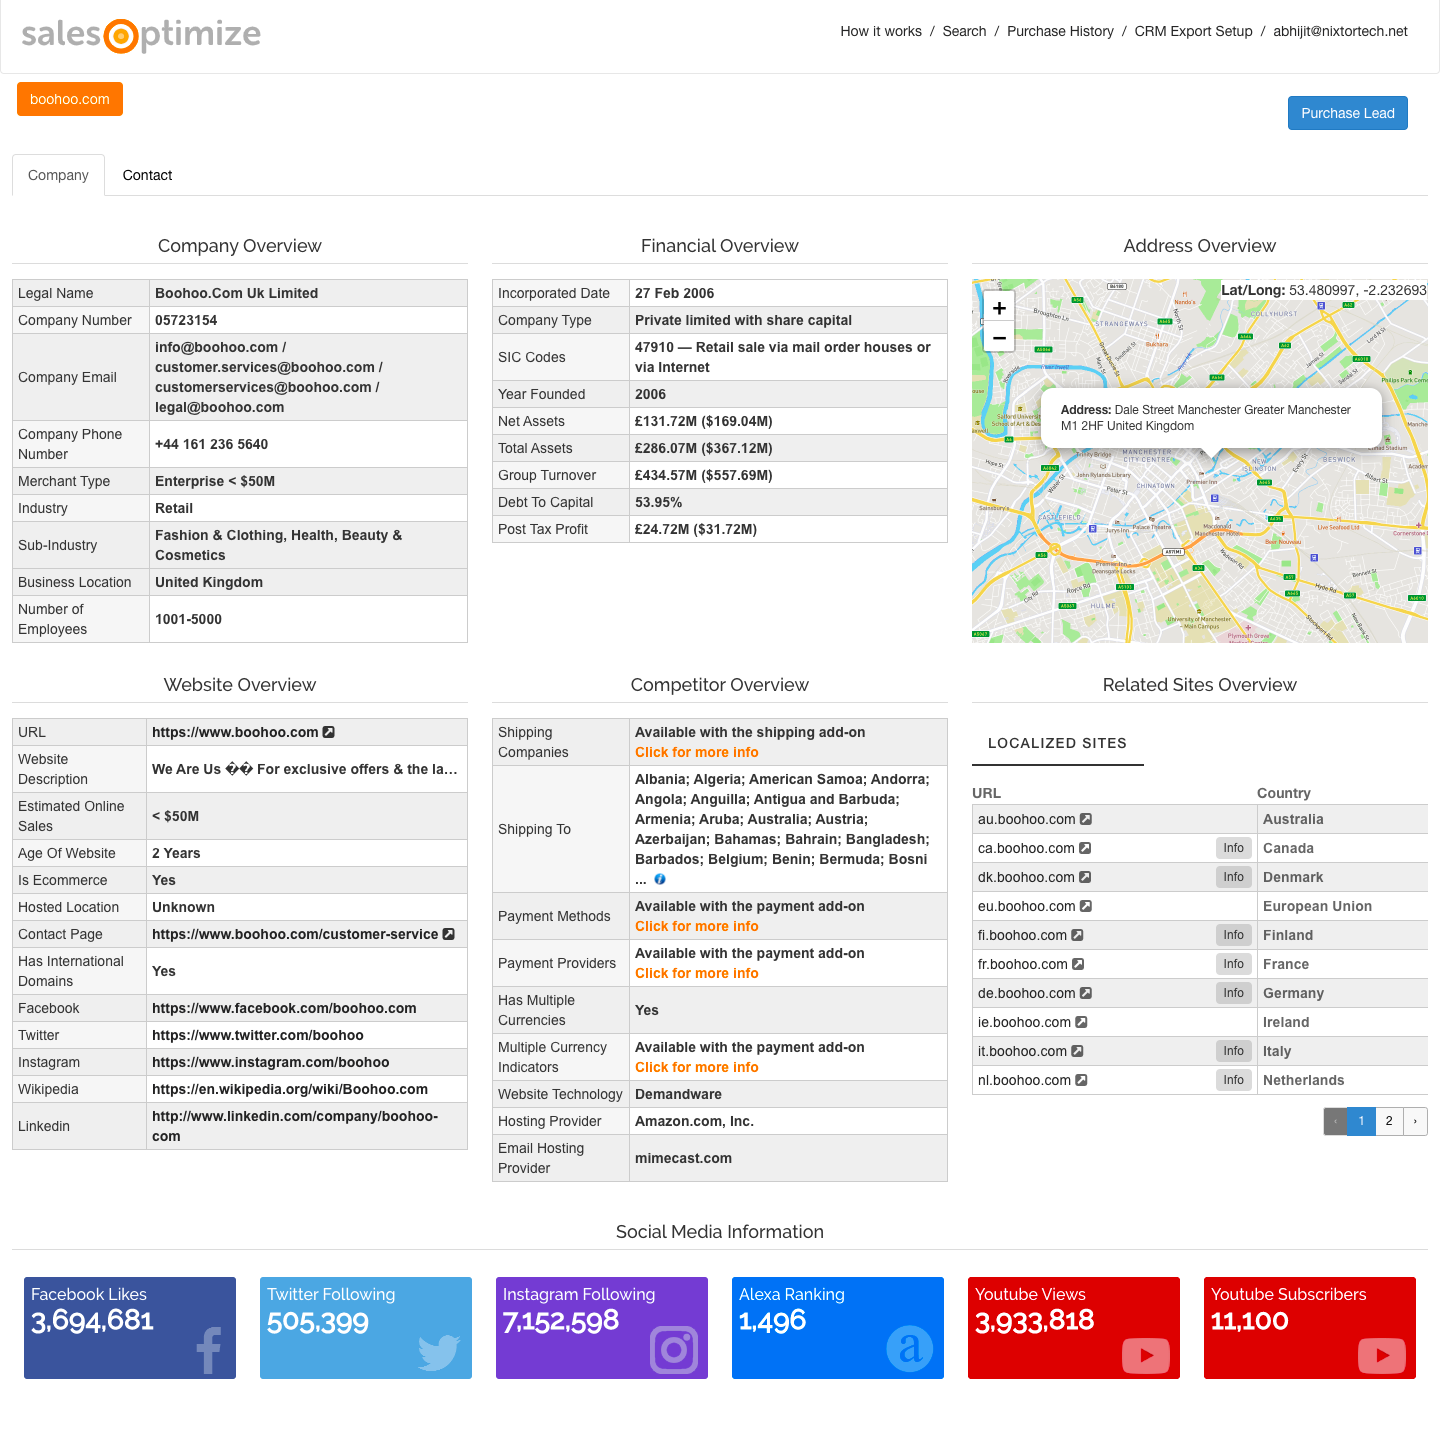 salesOptimize
How it works / Search / Purchase History / CRM Export Setup / abhijit@nixtortech.net
boohoo.com
Purchase Lead
Company
Contact
Company Overview
Legal Name Boohoo.Com Uk Limited
Company Number 05723154
Company Email info@boohoo.com /
customer.services@boohoo.com /
customerservices@boohoo.com /
legal@boohoo.com
Company Phone
Number +44 161 236 5640
Merchant Type Enterprise < $50M
Industry Retail
Sub-Industry Fashion & Clothing, Health, Beauty &
Cosmetics
Business Location United Kingdom
Number of
Employees 1001-5000
Financial Overview
Incorporated Date 27 Feb 2006
Company Type Private limited with share capital
SIC Codes 47910 — Retail sale via mail order houses or
via Internet
Year Founded 2006
Net Assets £131.72M ($169.04M)
Total Assets £286.07M ($367.12M)
Group Turnover £434.57M ($557.69M)
Debt To Capital 53.95%
Post Tax Profit £24.72M ($31.72M)
Address Overview
+
−
Lat/Long: 53.480997, -2.232693
Address: Dale Street Manchester Greater Manchester
M1 2HF United Kingdom
STRANGEWAYS
COLLYHURST
MANCHESTER
CITY CENTRE
NEW
ISLINGTON
BESWICK
CHINATOWN
CASTLEFIELD
HULME
John Rylands Library
Palace Theatre
University of Manchester
– Main Campus
Website Overview
URL https://www.boohoo.com
Website
Description We Are Us �� For exclusive offers & the la…
Estimated Online
Sales < $50M
Age Of Website 2 Years
Is Ecommerce Yes
Hosted Location Unknown
Contact Page https://www.boohoo.com/customer-service
Has International
Domains Yes
Facebook https://www.facebook.com/boohoo.com
Twitter https://www.twitter.com/boohoo
Instagram https://www.instagram.com/boohoo
Wikipedia https://en.wikipedia.org/wiki/Boohoo.com
Linkedin http://www.linkedin.com/company/boohoo-
com
Competitor Overview
Shipping
Companies Available with the shipping add-on
Click for more info
Shipping To Albania; Algeria; American Samoa; Andorra;
Angola; Anguilla; Antigua and Barbuda;
Armenia; Aruba; Australia; Austria;
Azerbaijan; Bahamas; Bahrain; Bangladesh;
Barbados; Belgium; Benin; Bermuda; Bosni
...
Payment Methods Available with the payment add-on
Click for more info
Payment Providers Available with the payment add-on
Click for more info
Has Multiple
Currencies Yes
Multiple Currency
Indicators Available with the payment add-on
Click for more info
Website Technology Demandware
Hosting Provider Amazon.com, Inc.
Email Hosting
Provider mimecast.com
Related Sites Overview
LOCALIZED SITES
URL Country
au.boohoo.com Australia
ca.boohoo.com Info Canada
dk.boohoo.com Info Denmark
eu.boohoo.com European Union
fi.boohoo.com Info Finland
fr.boohoo.com Info France
de.boohoo.com Info Germany
ie.boohoo.com Ireland
it.boohoo.com Info Italy
nl.boohoo.com Info Netherlands
‹ 1 2 ›
Social Media Information
Facebook Likes
3,694,681
Twitter Following
505,399
Instagram Following
7,152,598
Alexa Ranking
1,496
Youtube Views
3,933,818
Youtube Subscribers
11,100